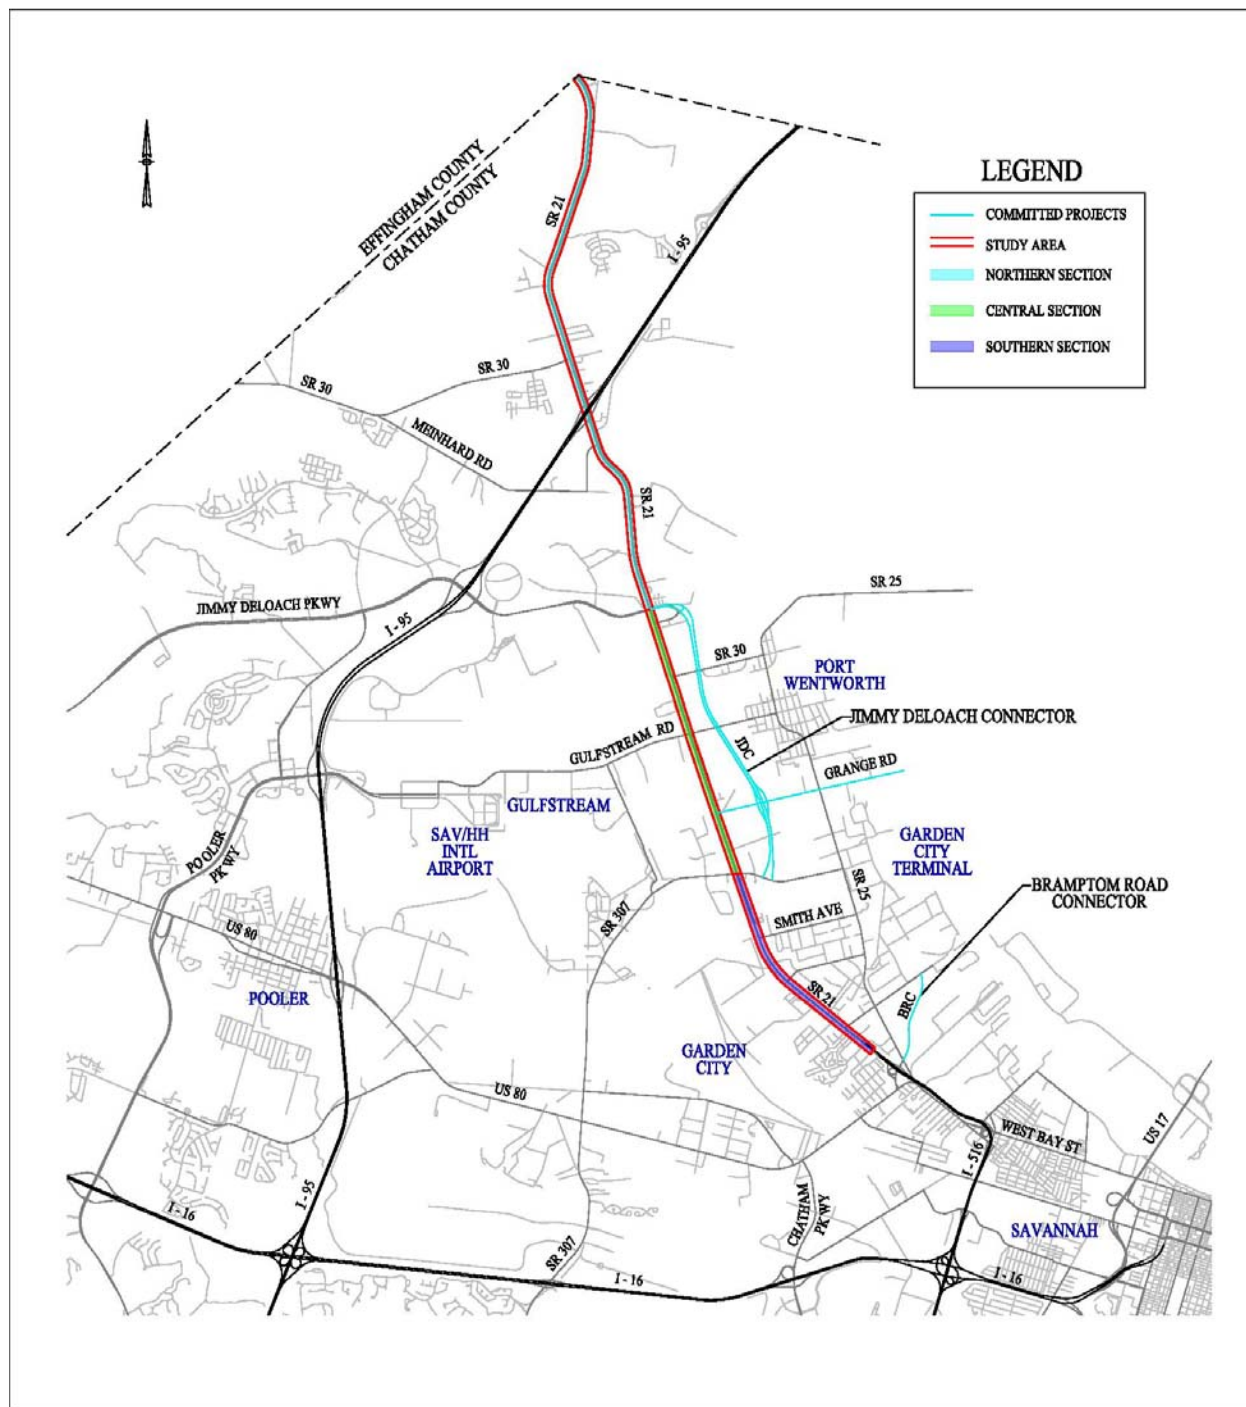 EFFINGHAM COUNTY
CHATHAM COUNTY
SR 21
I - 95
LEGEND
COMMITTED PROJECTS
STUDY AREA
NORTHERN SECTION
CENTRAL SECTION
SOUTHERN SECTION
SR 30
SR 30
MEINHARD RD
SR 21
JIMMY DELOACH PKWY
I - 95
SR 25
SR 30
PORT
WENTWORTH
JIMMY DELOACH CONNECTOR
GULFSTREAM RD
JDC
GRANGE RD
GULFSTREAM
SAV/HH
INTL
AIRPORT
POOLER
PKWY
GARDEN
CITY
TERMINAL
SR 25
BRAMPTOM ROAD
CONNECTOR
SMITH AVE
SR 307
US 80
POOLER
SR 21
BRC
GARDEN
CITY
US 80
WEST BAY ST
US 17
I - 516
I - 95
I - 16
CHATHAM
PKWY
SAVANNAH
SR 307
I - 16
I - 16